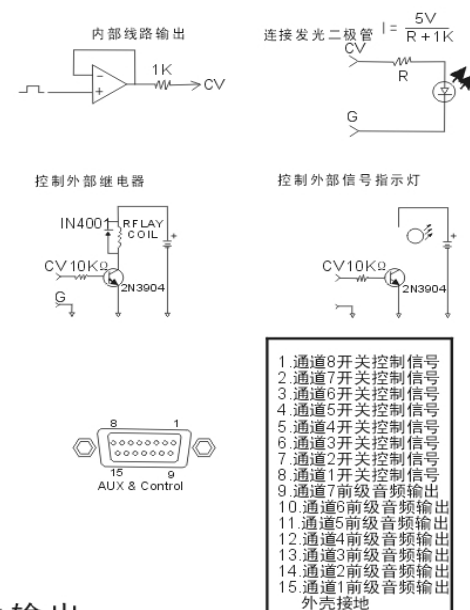 内部线路输出
1K
CV
连接发光二极管 I = 5V / R+1K
CV
R
G
控制外部继电器
IN4001
RFLAY
COIL
CV 10KΩ
2N3904
G
控制外部信号指示灯
CV10KΩ
2N3904
8 1
15 9
AUX & Control
1.通道8开关控制信号
2.通道7开关控制信号
3.通道6开关控制信号
4.通道5开关控制信号
5.通道4开关控制信号
6.通道3开关控制信号
7.通道2开关控制信号
8.通道1开关控制信号
9.通道7前级音频输出
10.通道6前级音频输出
11.通道5前级音频输出
12.通道4前级音频输出
13.通道3前级音频输出
14.通道2前级音频输出
15.通道1前级音频输出
外壳接地